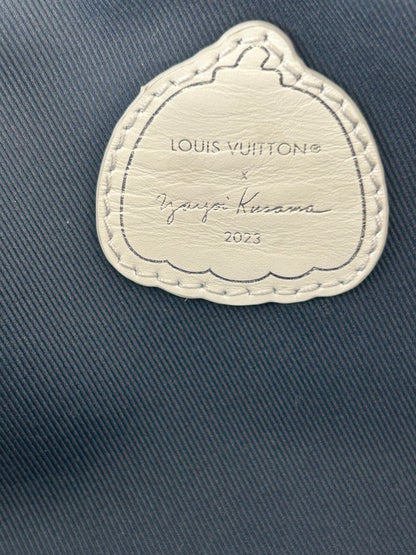 LOUIS VUITTON®
x
Yayoi Kusama
2023